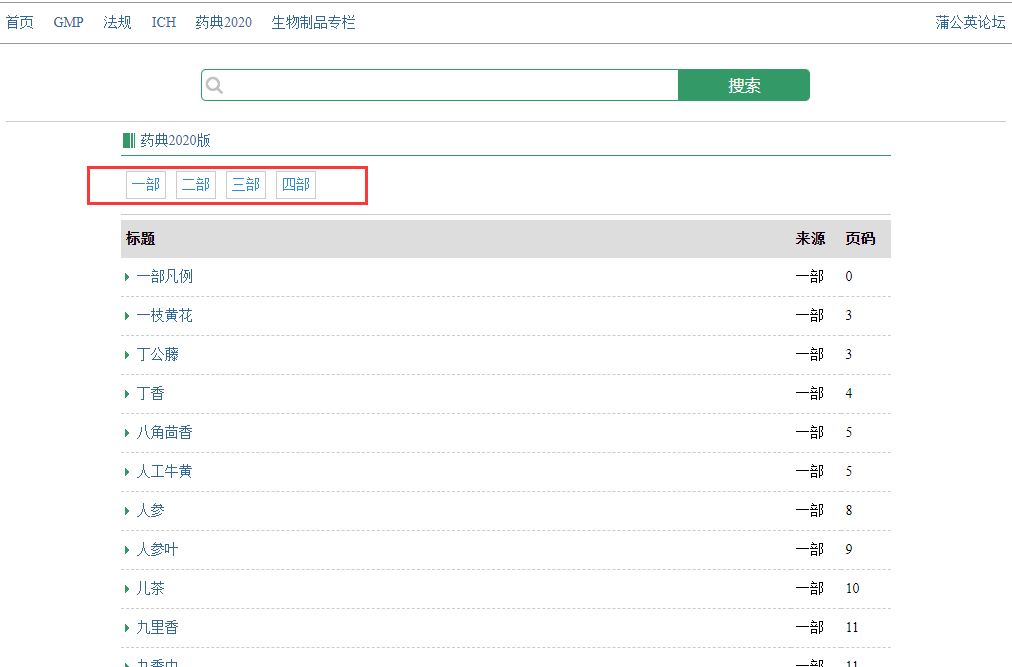 首页 GMP 法规 ICH 药典2020 生物制品专栏 蒲公英论坛
搜索
药典2020版
一部 二部 三部 四部
标题 来源 页码
一部凡例 一部 0
一枝黄花 一部 3
丁公藤 一部 3
丁香 一部 4
八角茴香 一部 5
人工牛黄 一部 5
人参 一部 8
人参叶 一部 9
儿茶 一部 10
九里香 一部 11
一部 11